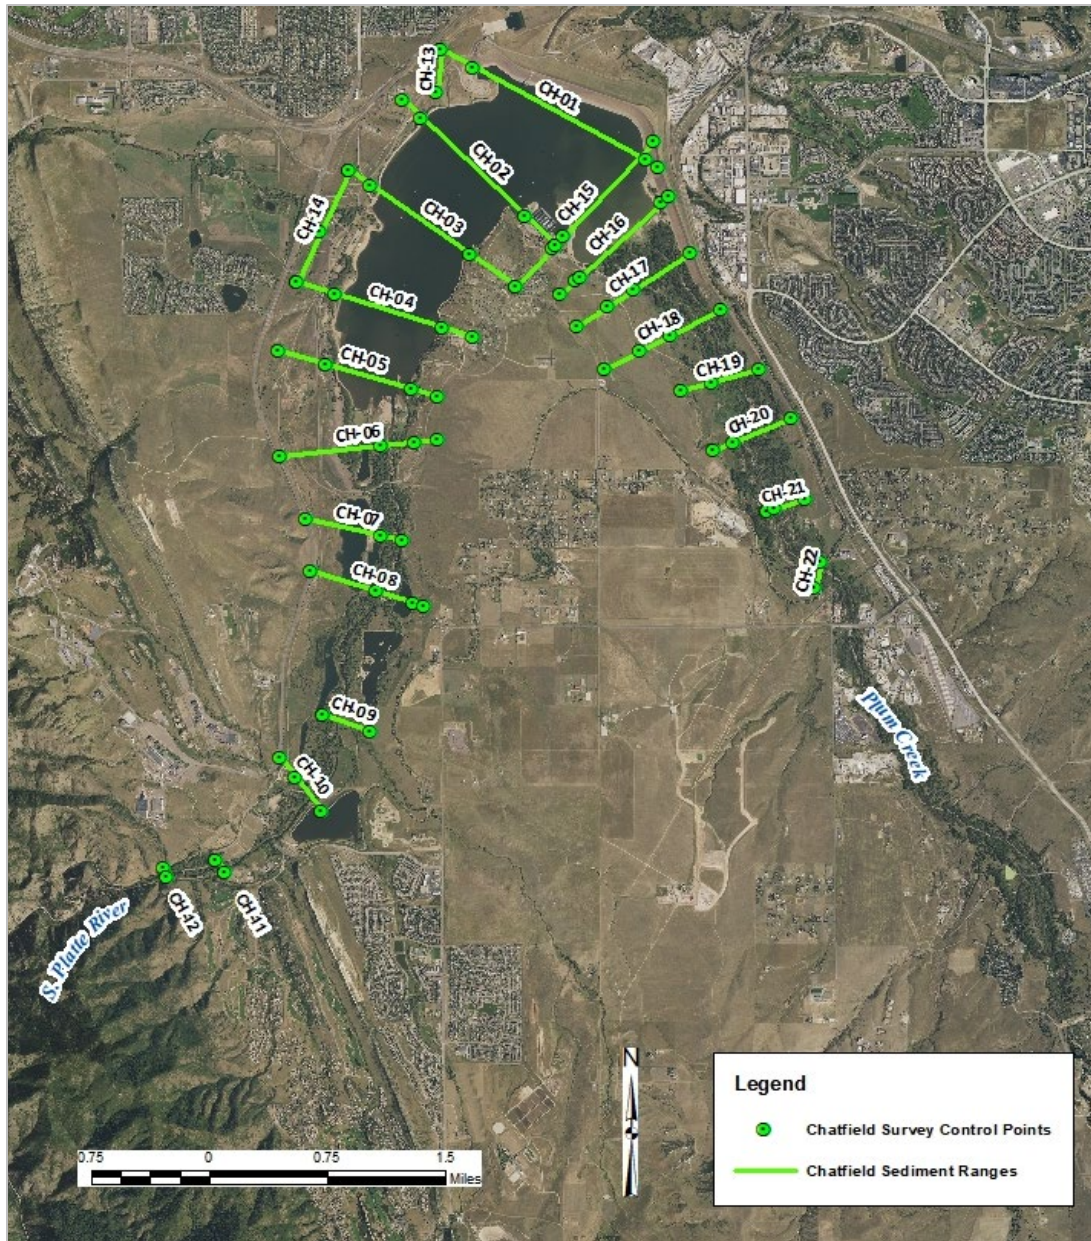 CH-13
CH-01
CH-02
CH-15
CH-03
CH-16
CH-14
CH-17
CH-04
CH-18
CH-05
CH-19
CH-06
CH-20
CH-21
CH-07
CH-22
CH-08
CH-09
Plum Creek
CH-10
CH-42
CH-41
S. Platte River
N
Legend
Chatfield Survey Control Points
Chatfield Sediment Ranges
0.75 0 0.75 1.5
Miles